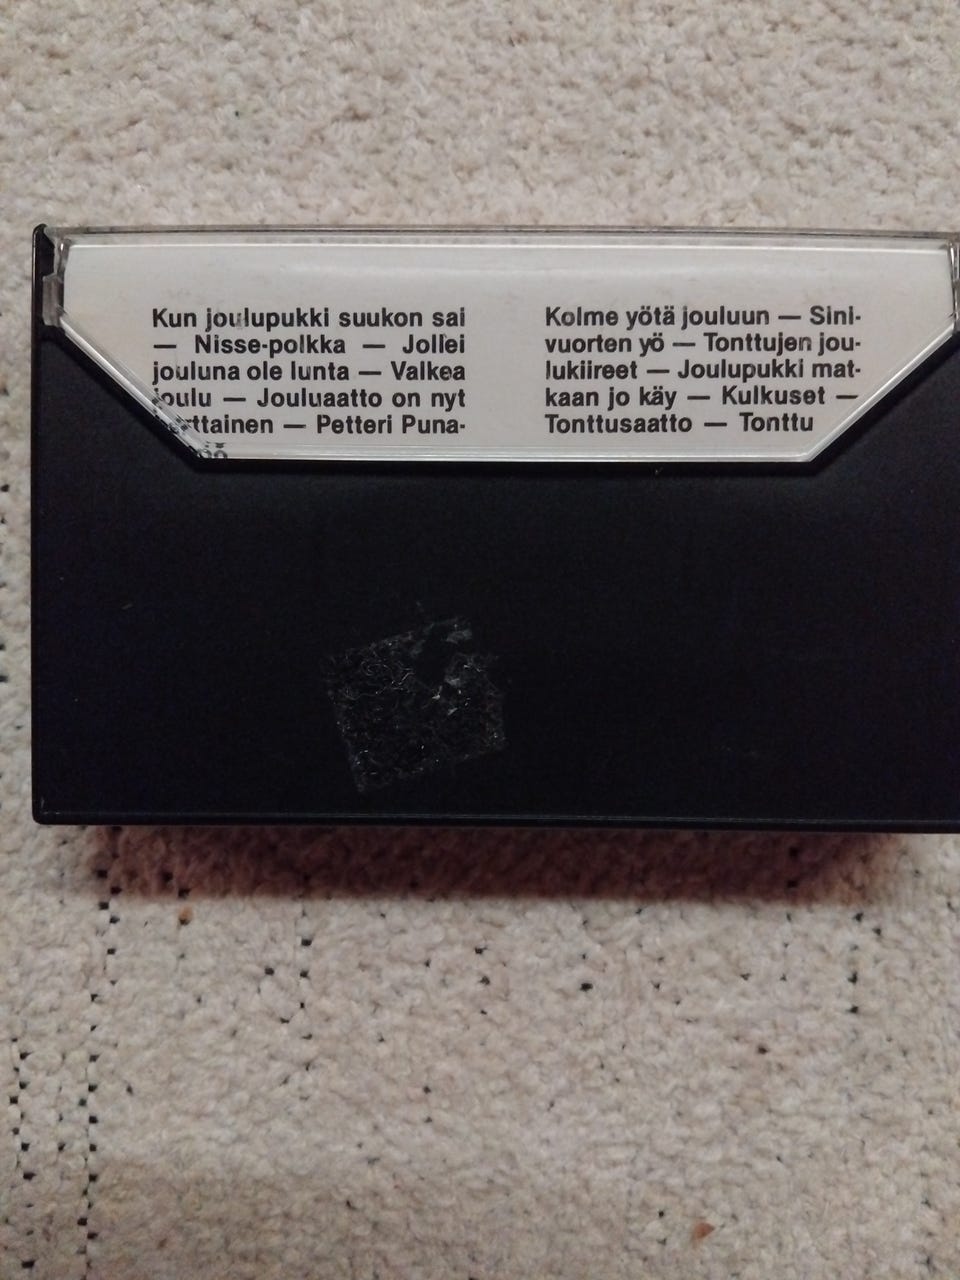 Kun joulupukki suukon sai
— Nisse-polkka — Jollei
jouluna ole lunta — Valkea
joulu — Jouluaatto on nyt
— Petteri Puna-
Kolme yötä jouluun — Sini-
vuorten yö — Tonttujen jou-
lukiireet — Joulupukki mat-
kaan jo käy — Kulkuset —
Tonttusaatto — Tonttu